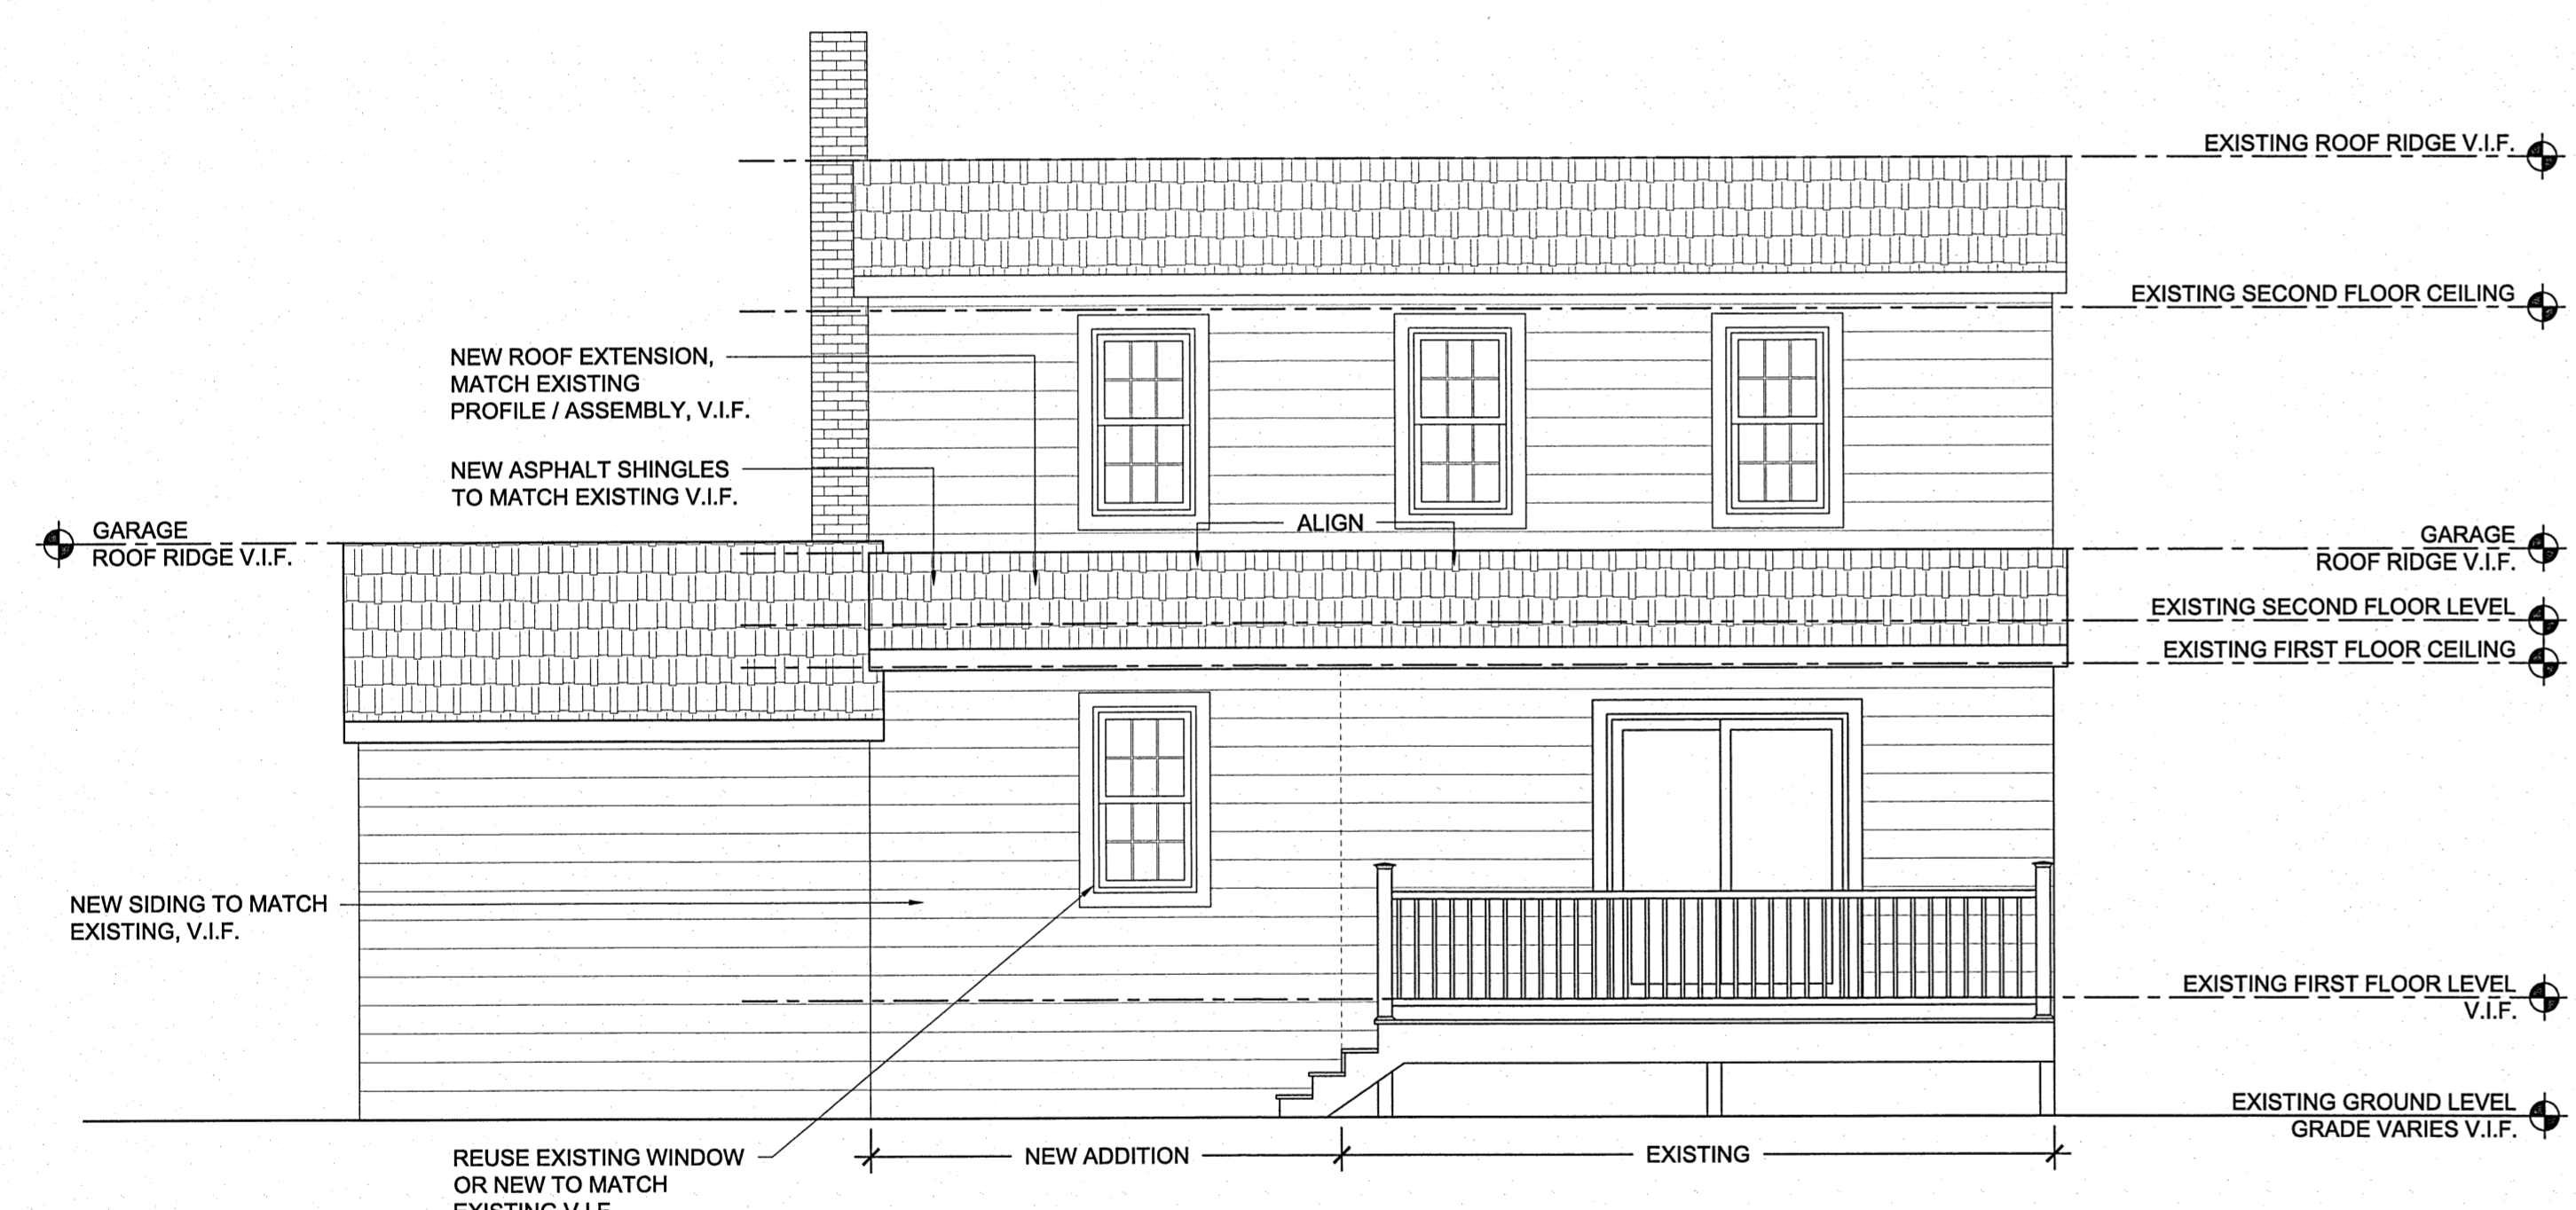 EXISTING ROOF RIDGE V.I.F.
EXISTING SECOND FLOOR CEILING
NEW ROOF EXTENSION,
MATCH EXISTING
PROFILE / ASSEMBLY, V.I.F.
NEW ASPHALT SHINGLES
TO MATCH EXISTING V.I.F.
ALIGN
GARAGE
ROOF RIDGE V.I.F.
GARAGE
ROOF RIDGE V.I.F.
EXISTING SECOND FLOOR LEVEL
EXISTING FIRST FLOOR CEILING
NEW SIDING TO MATCH
EXISTING, V.I.F.
EXISTING FIRST FLOOR LEVEL
V.I.F.
EXISTING GROUND LEVEL
GRADE VARIES V.I.F.
REUSE EXISTING WINDOW
OR NEW TO MATCH
EXISTING V.I.F.
NEW ADDITION
EXISTING